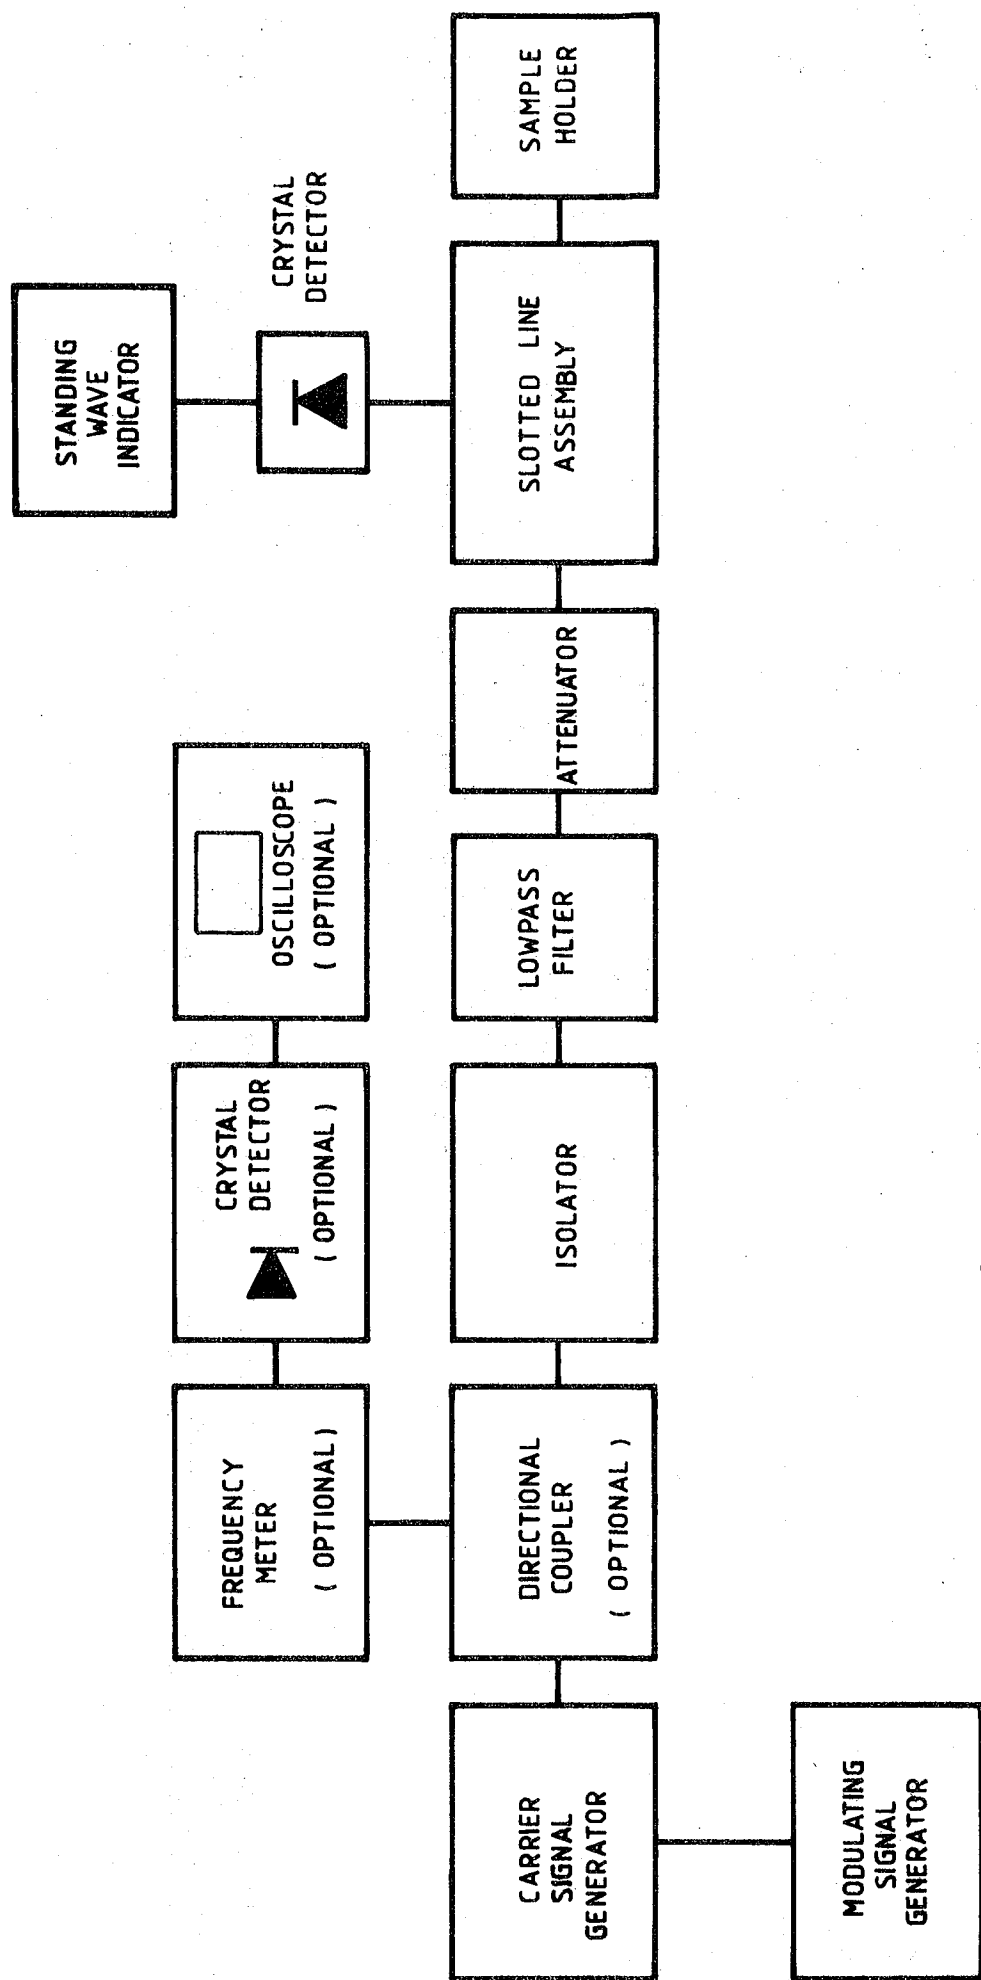 STANDING
WAVE
INDICATOR
CRYSTAL
DETECTOR
FREQUENCY
METER
( OPTIONAL )
CRYSTAL
DETECTOR
( OPTIONAL )
OSCILLOSCOPE
( OPTIONAL )
CARRIER
SIGNAL
GENERATOR
DIRECTIONAL
COUPLER
( OPTIONAL )
ISOLATOR
LOWPASS
FILTER
ATTENUATOR
SLOTTED LINE
ASSEMBLY
SAMPLE
HOLDER
MODULATING
SIGNAL
GENERATOR